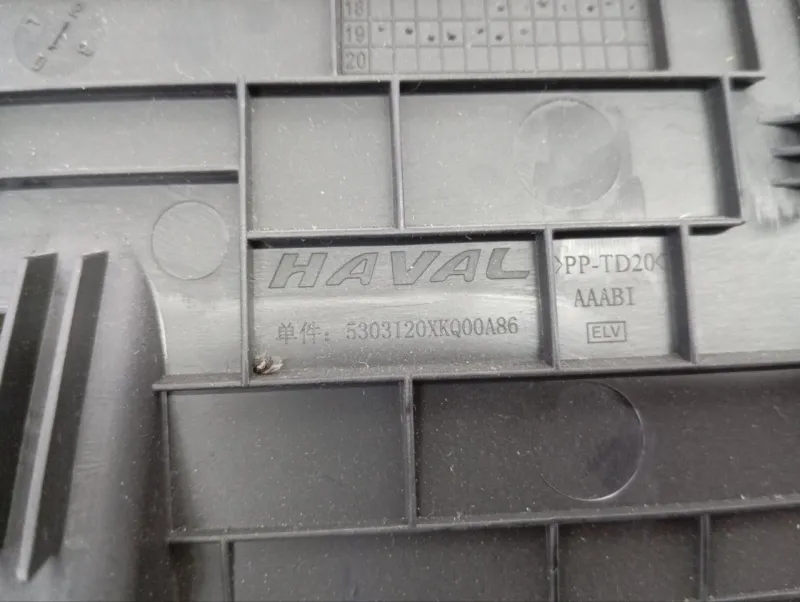 18
19
20
HAVAL
单件: 5303120XKQ00A86
>PP-TD20<
AAABI
ELV